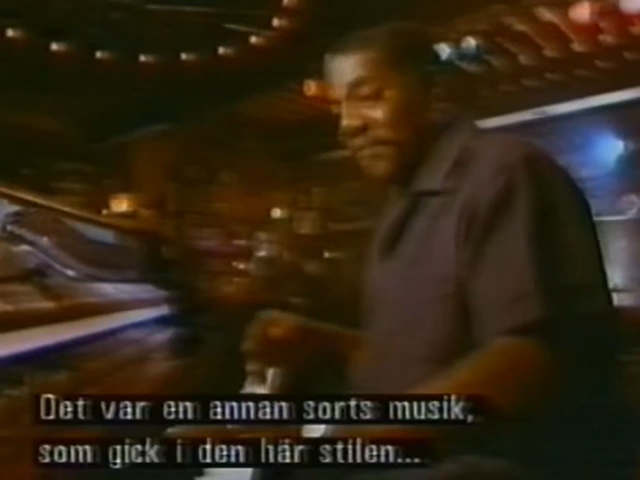 Det var en annan sorts musik,
som gick i den här stilen...